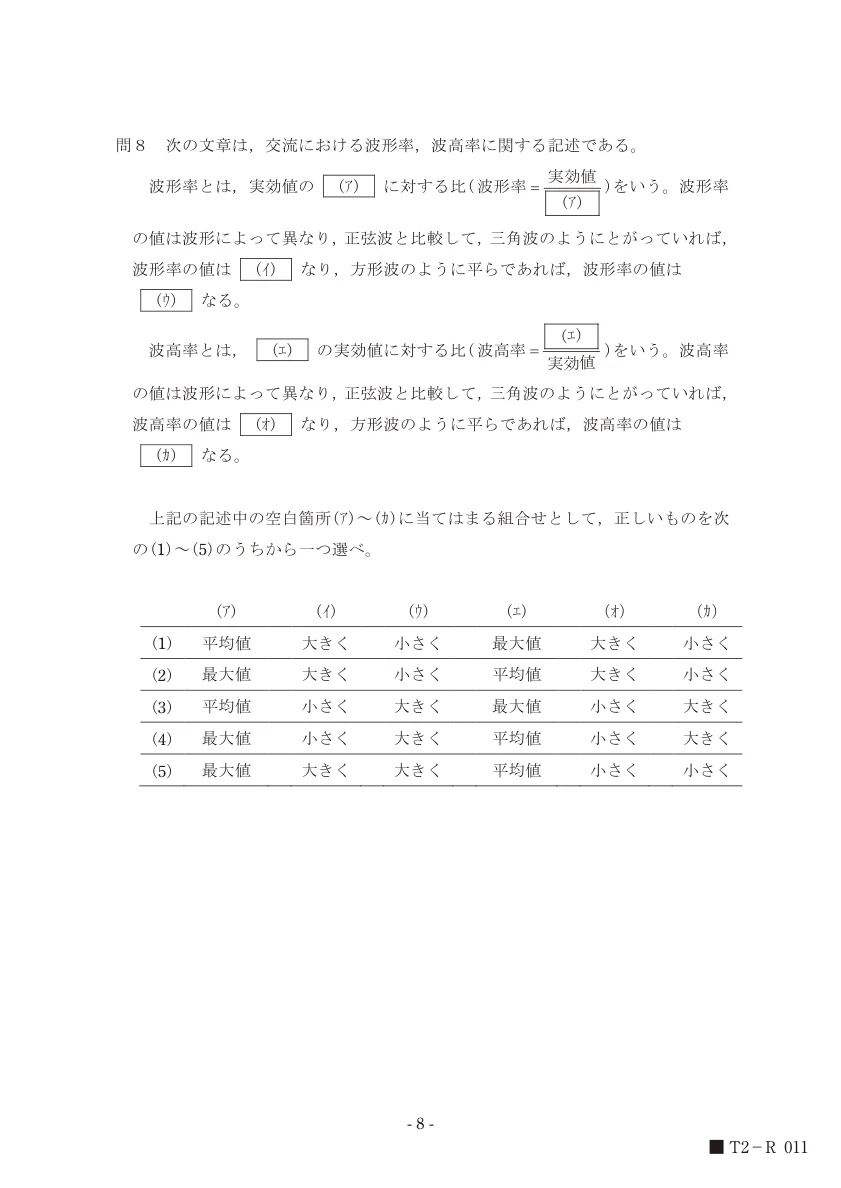 問８　次の文章は，交流における波形率，波高率に関する記述である。
波形率とは，実効値の (ｱ) に対する比(波形率=実効値/(ｱ))をいう。波形率
の値は波形によって異なり，正弦波と比較して，三角波のようにとがっていれば，
波形率の値は (ｲ) なり，方形波のように平らであれば，波形率の値は
(ｳ) なる。
波高率とは， (ｴ) の実効値に対する比(波高率=(ｴ)/実効値)をいう。波高率
の値は波形によって異なり，正弦波と比較して，三角波のようにとがっていれば，
波高率の値は (ｵ) なり，方形波のように平らであれば，波高率の値は
(ｶ) なる。
上記の記述中の空白箇所(ｱ)～(ｶ)に当てはまる組合せとして，正しいものを次
の(1)～(5)のうちから一つ選べ。
(ｱ) (ｲ) (ｳ) (ｴ) (ｵ) (ｶ)
(1) 平均値 大きく 小さく 最大値 大きく 小さく
(2) 最大値 大きく 小さく 平均値 大きく 小さく
(3) 平均値 小さく 大きく 最大値 小さく 大きく
(4) 最大値 小さく 大きく 平均値 小さく 大きく
(5) 最大値 大きく 大きく 平均値 小さく 小さく
- 8 -
■ T2－R 011